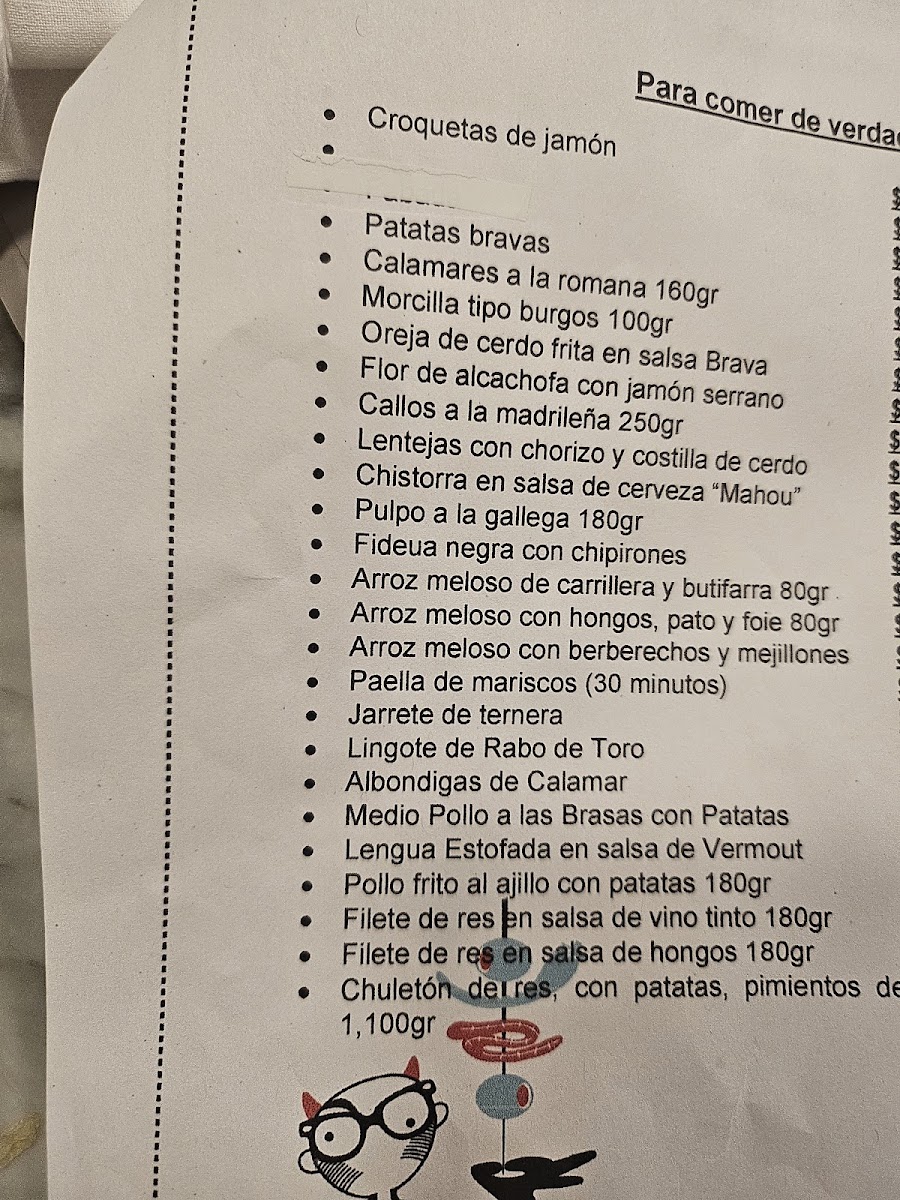 Para comer de
• Croquetas de jamón
•
• Patatas bravas
• Calamares a la romana 160gr
• Morcilla tipo burgos 100gr
• Oreja de cerdo frita en salsa Brava
• Flor de alcachofa con jamón serrano
• Callos a la madrileña 250gr
• Lentejas con chorizo y costilla de cerdo
• Chistorra en salsa de cerveza “Mahou”
• Pulpo a la gallega 180gr
• Fideua negra con chipirones
• Arroz meloso de carrillera y butifarra 80gr
• Arroz meloso con hongos, pato y foie 80gr
• Arroz meloso con berberechos y mejillones
• Paella de mariscos (30 minutos)
• Jarrete de ternera
• Lingote de Rabo de Toro
• Albondigas de Calamar
• Medio Pollo a las Brasas con Patatas
• Lengua Estofada en salsa de Vermout
• Pollo frito al ajillo con patatas 180gr
• Filete de res en salsa de vino tinto 180gr
• Filete de res en salsa de hongos 180gr
• Chuletón de res, con patatas, pimientos
1,100gr